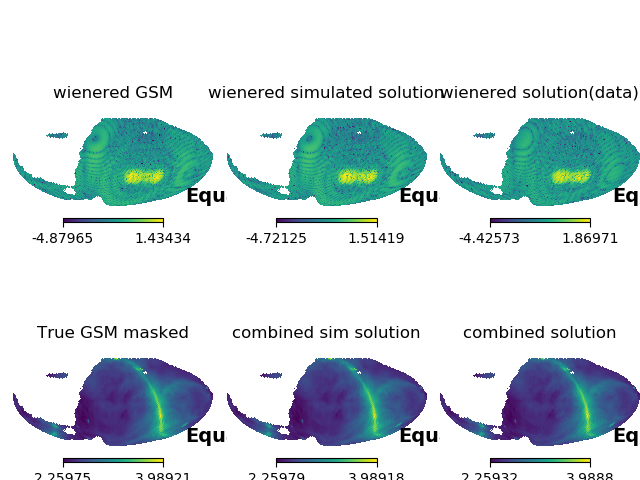 wienered GSM
wienered simulated solution
wienered solution(data)
Equ
Equ
Eq
-4.87965 1.43434
-4.72125 1.51419
-4.42573 1.86971
True GSM masked
combined sim solution
combined solution
Equ
Equ
Eq
2.25975 3.98921
2.25979 3.98918
2.25932 3.9888